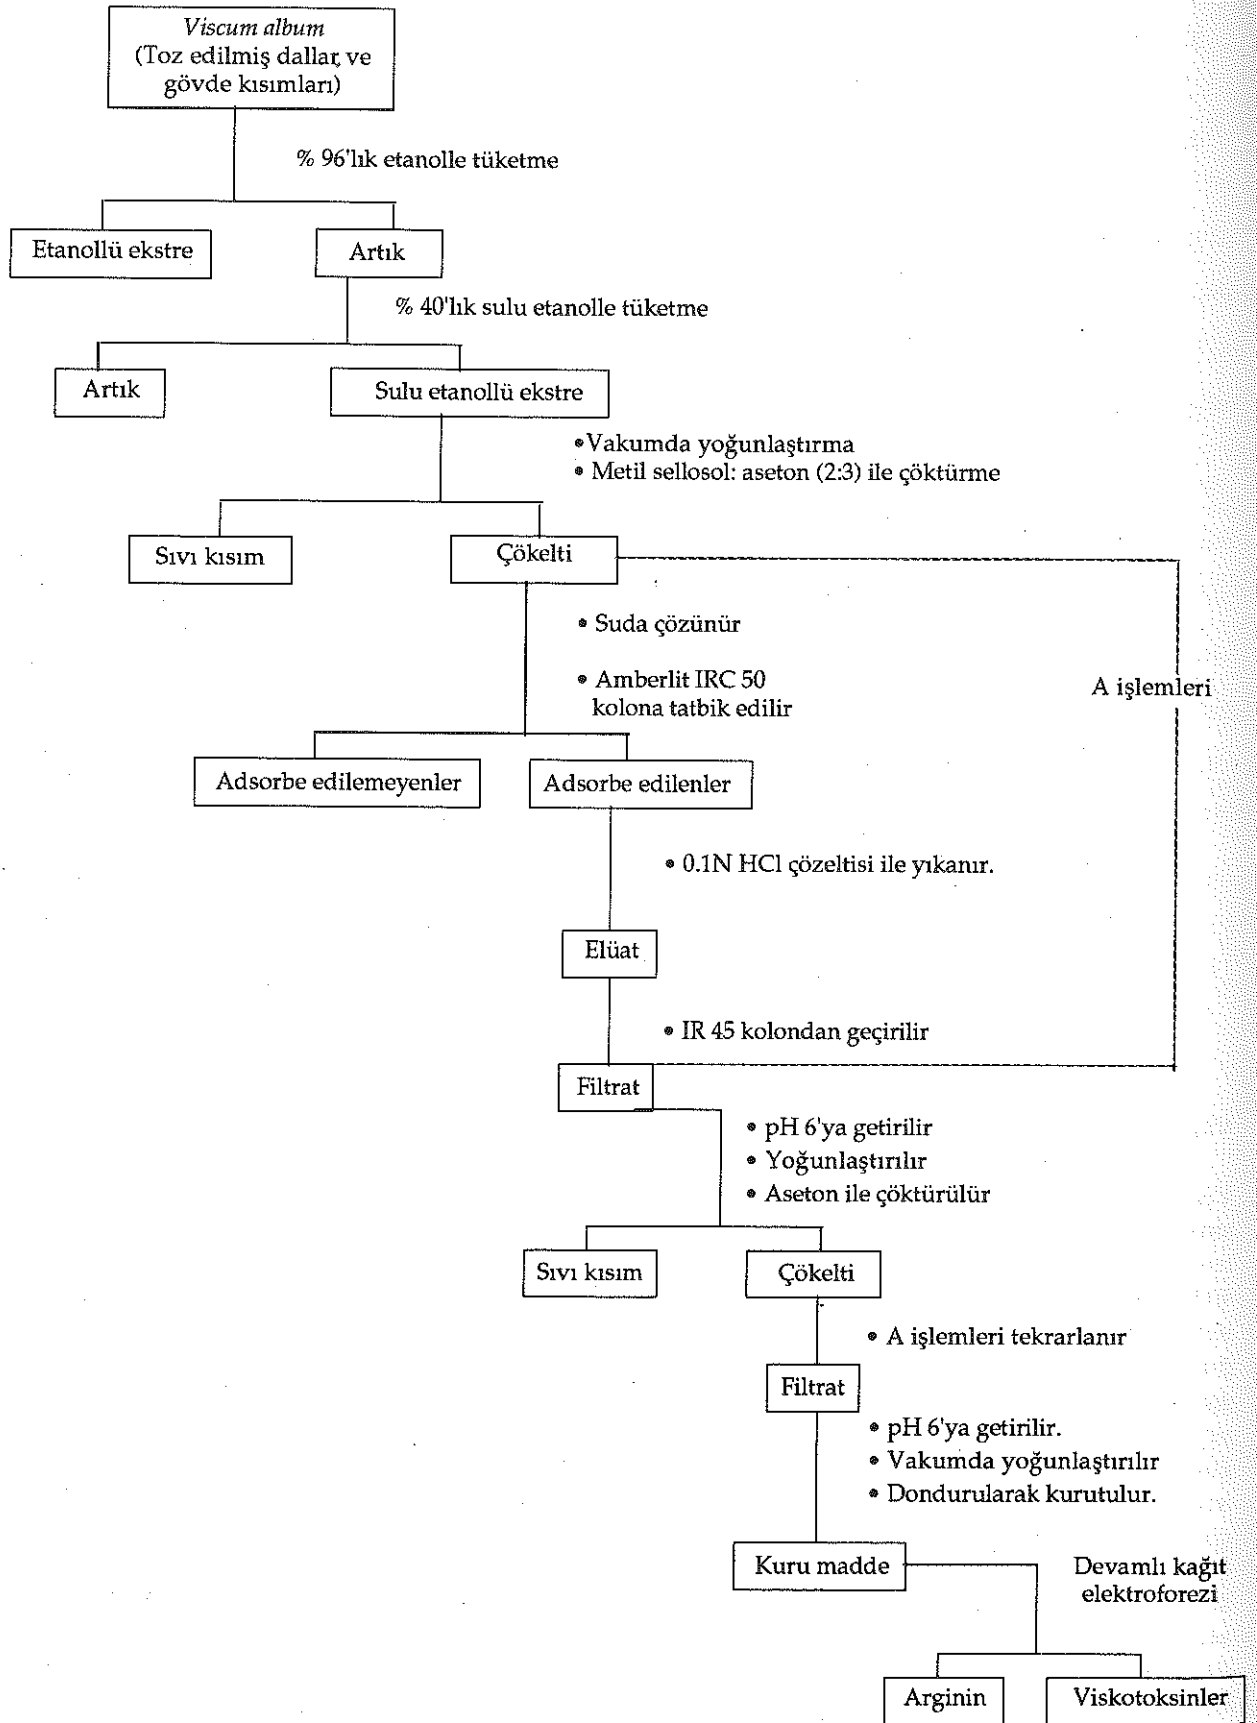 Viscum album
(Toz edilmiş dallar, ve
gövde kısımları)
% 96'lık etanolle tüketme
Etanollü ekstre
Artık
% 40'lık sulu etanolle tüketme
Artık
Sulu etanollü ekstre
• Vakumda yoğunlaştırma
• Metil sellosol: aseton (2:3) ile çöktürme
Sıvı kısım
Çökelti
• Suda çözünür
• Amberlit IRC 50
kolona tatbik edilir
A işlemleri
Adsorbe edilemeyenler
Adsorbe edilenler
• 0.1N HCl çözeltisi ile yıkanır.
Elüat
• IR 45 kolondan geçirilir
Filtrat
• pH 6'ya getirilir
• Yoğunlaştırılır
• Aseton ile çöktürülür
Sıvı kısım
Çökelti
• A işlemleri tekrarlanır
Filtrat
• pH 6'ya getirilir.
• Vakumda yoğunlaştırılır
• Dondurularak kurutulur.
Kuru madde
Devamlı kağıt
elektroforezi
Arginin
Viskotoksinler